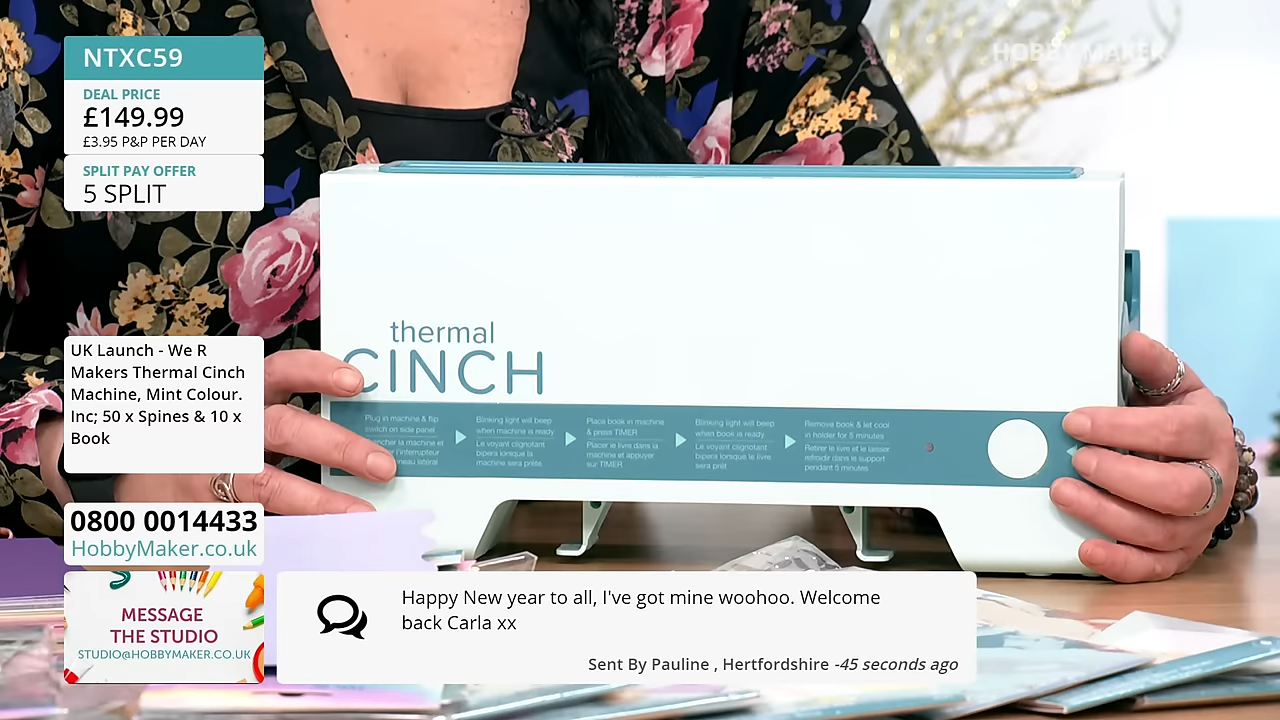 HOBBY MAKER
NTXC59
DEAL PRICE
£149.99
£3.95 P&P PER DAY
SPLIT PAY OFFER
5 SPLIT
thermal
CINCH
Plug in machine & flip
switch on side panel
ncher la machine et
l'interrupteur
neau latéral
Blinking light will beep
when machine is ready
Le voyant clignotant
bipera lorsque la
machine sera prête
Place book in machine
& press TIMER
Placer le livre dans la
machine et appuyer
sur TIMER
Blinking light will beep
when book is ready
Le voyant clignotant
bipera lorsque le livre
sera prêt
Remove book & let cool
in holder for 5 minutes
Retirer le livre et le laisser
refroidir dans le support
pendant 5 minutes
UK Launch - We R
Makers Thermal Cinch
Machine, Mint Colour.
Inc; 50 x Spines & 10 x
Book
0800 0014433
HobbyMaker.co.uk
MESSAGE
THE STUDIO
STUDIO@HOBBYMAKER.CO.UK
Happy New year to all, I've got mine woohoo. Welcome
back Carla xx
Sent By Pauline , Hertfordshire -45 seconds ago